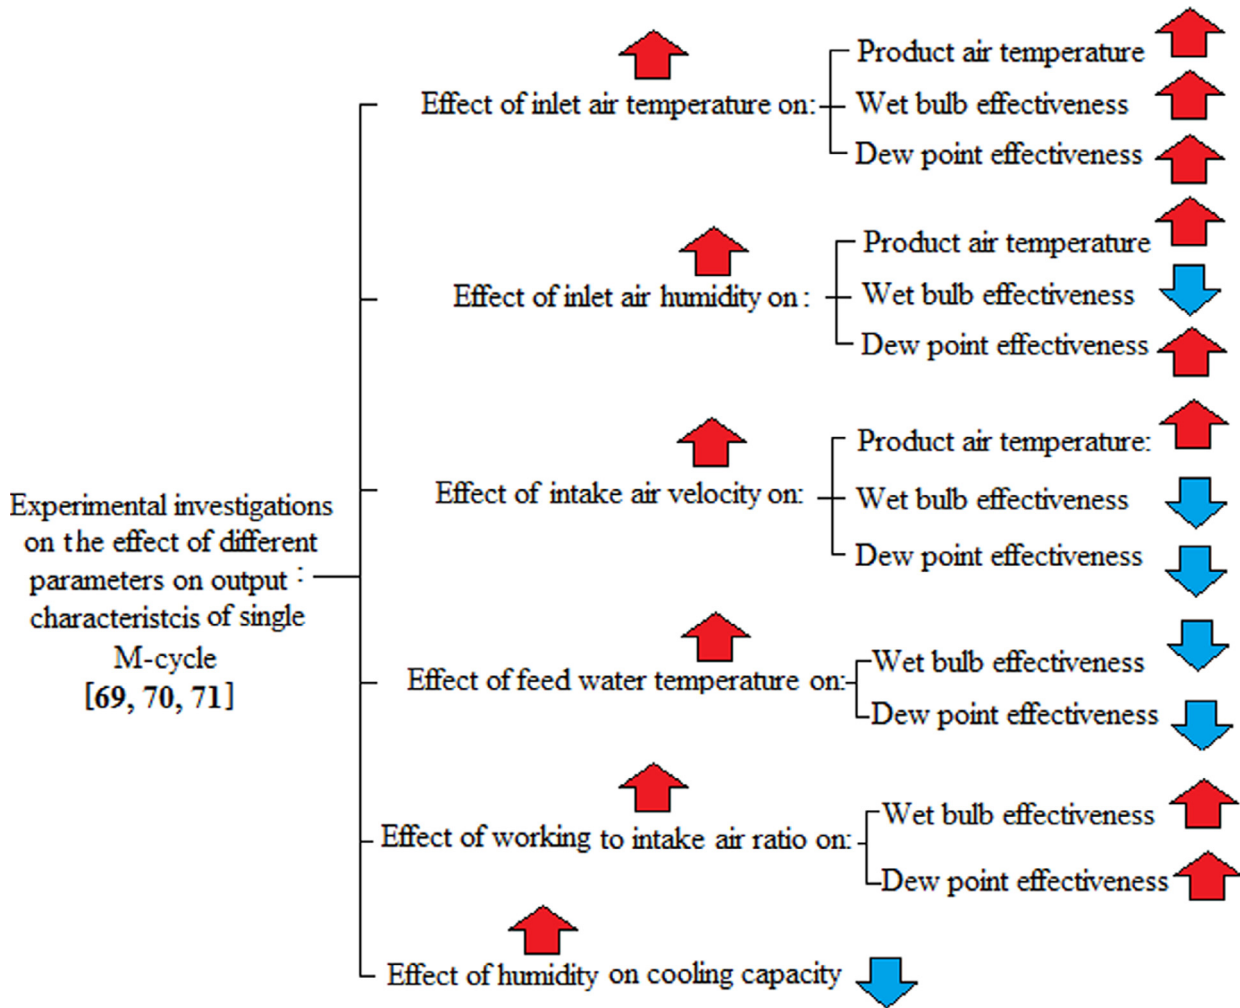 Experimental investigations
on the effect of different
parameters on output :
characteristcis of single
M-cycle
[69, 70, 71]
Effect of inlet air temperature on:
Product air temperature
Wet bulb effectiveness
Dew point effectiveness
Effect of inlet air humidity on :
Product air temperature
Wet bulb effectiveness
Dew point effectiveness
Effect of intake air velocity on:
Product air temperature:
Wet bulb effectiveness
Dew point effectiveness
Effect of feed water temperature on:
Wet bulb effectiveness
Dew point effectiveness
Effect of working to intake air ratio on:
Wet bulb effectiveness
Dew point effectiveness
Effect of humidity on cooling capacity